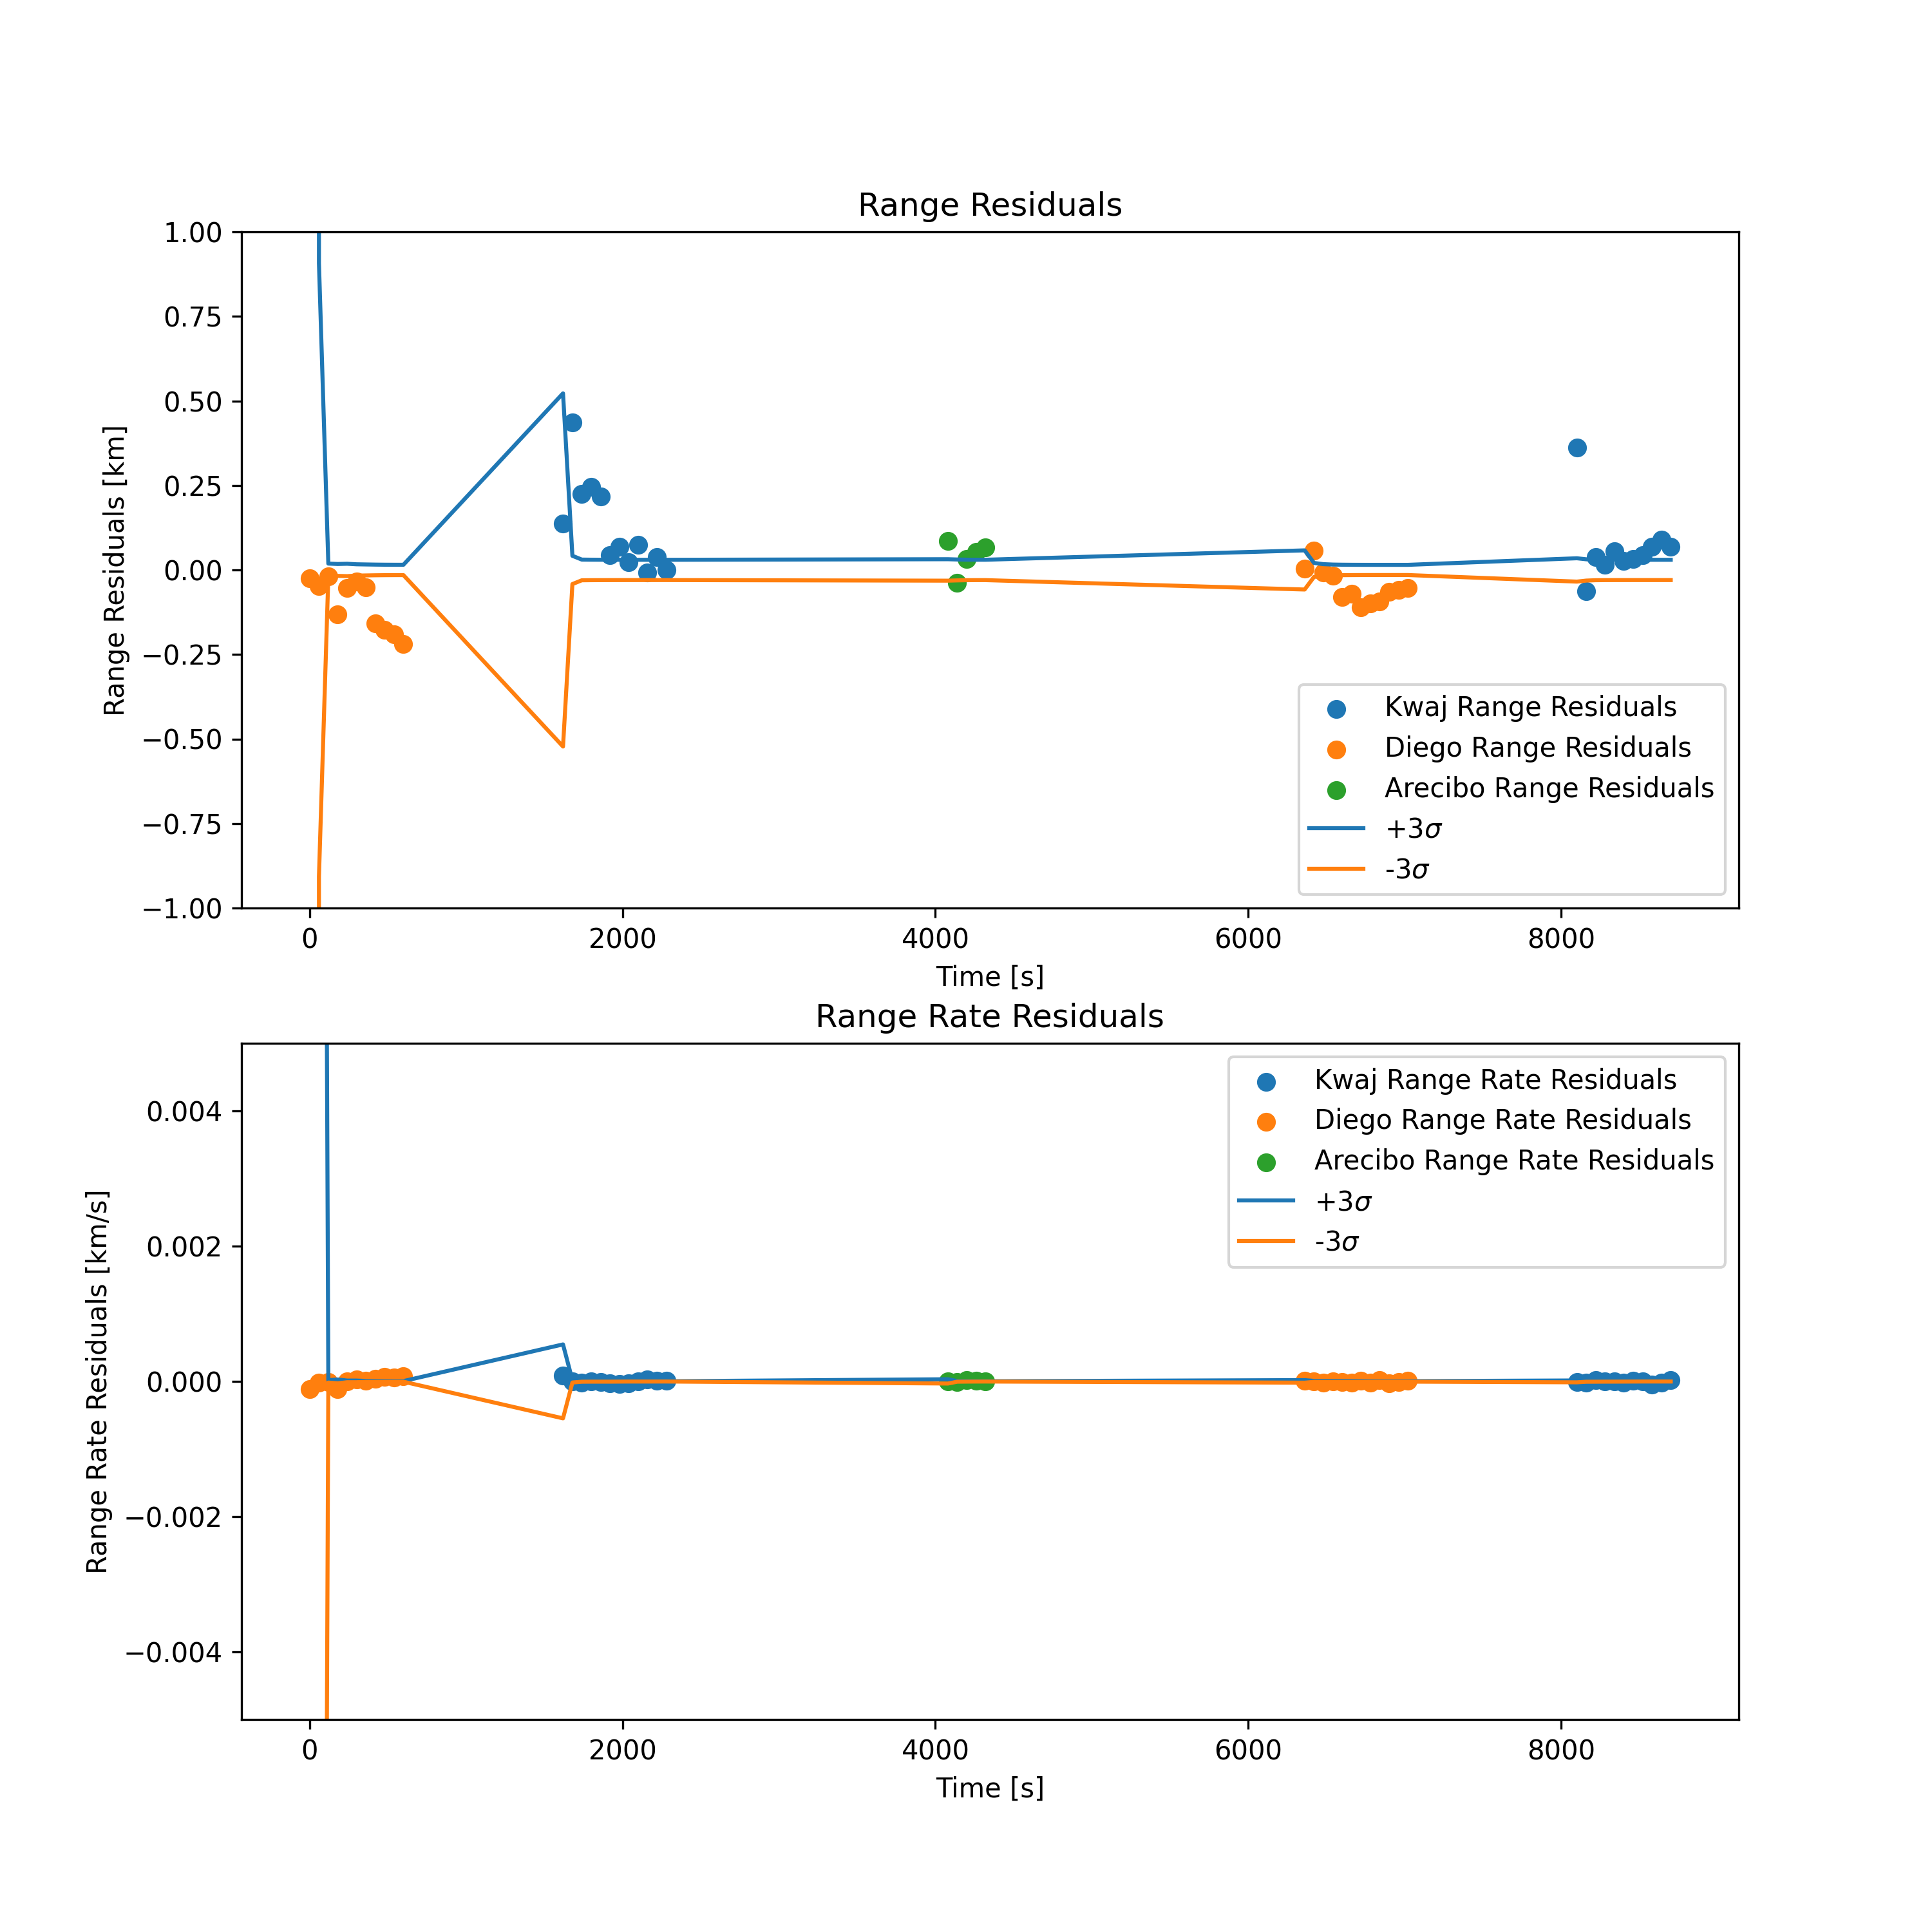 Range Residuals
1.00
0.75
0.50
0.25
0.00
−0.25
−0.50
−0.75
−1.00
Range Residuals [km]
Kwaj Range Residuals
Diego Range Residuals
Arecibo Range Residuals
+3σ
-3σ
0 2000 4000 6000 8000
Time [s]
Range Rate Residuals
0.004
0.002
0.000
−0.002
−0.004
Range Rate Residuals [km/s]
Kwaj Range Rate Residuals
Diego Range Rate Residuals
Arecibo Range Rate Residuals
+3σ
-3σ
0 2000 4000 6000 8000
Time [s]